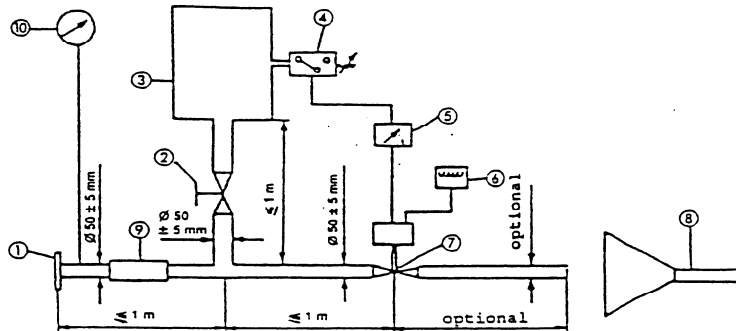 10
4
3
5
2
6
Ø 50 ± 5 mm
Ø 50
± 5 mm
≤ 1 m
Ø 50 ± 5 mm
optional
1
9
7
8
≤ 1 m
≤ 1 m
optional